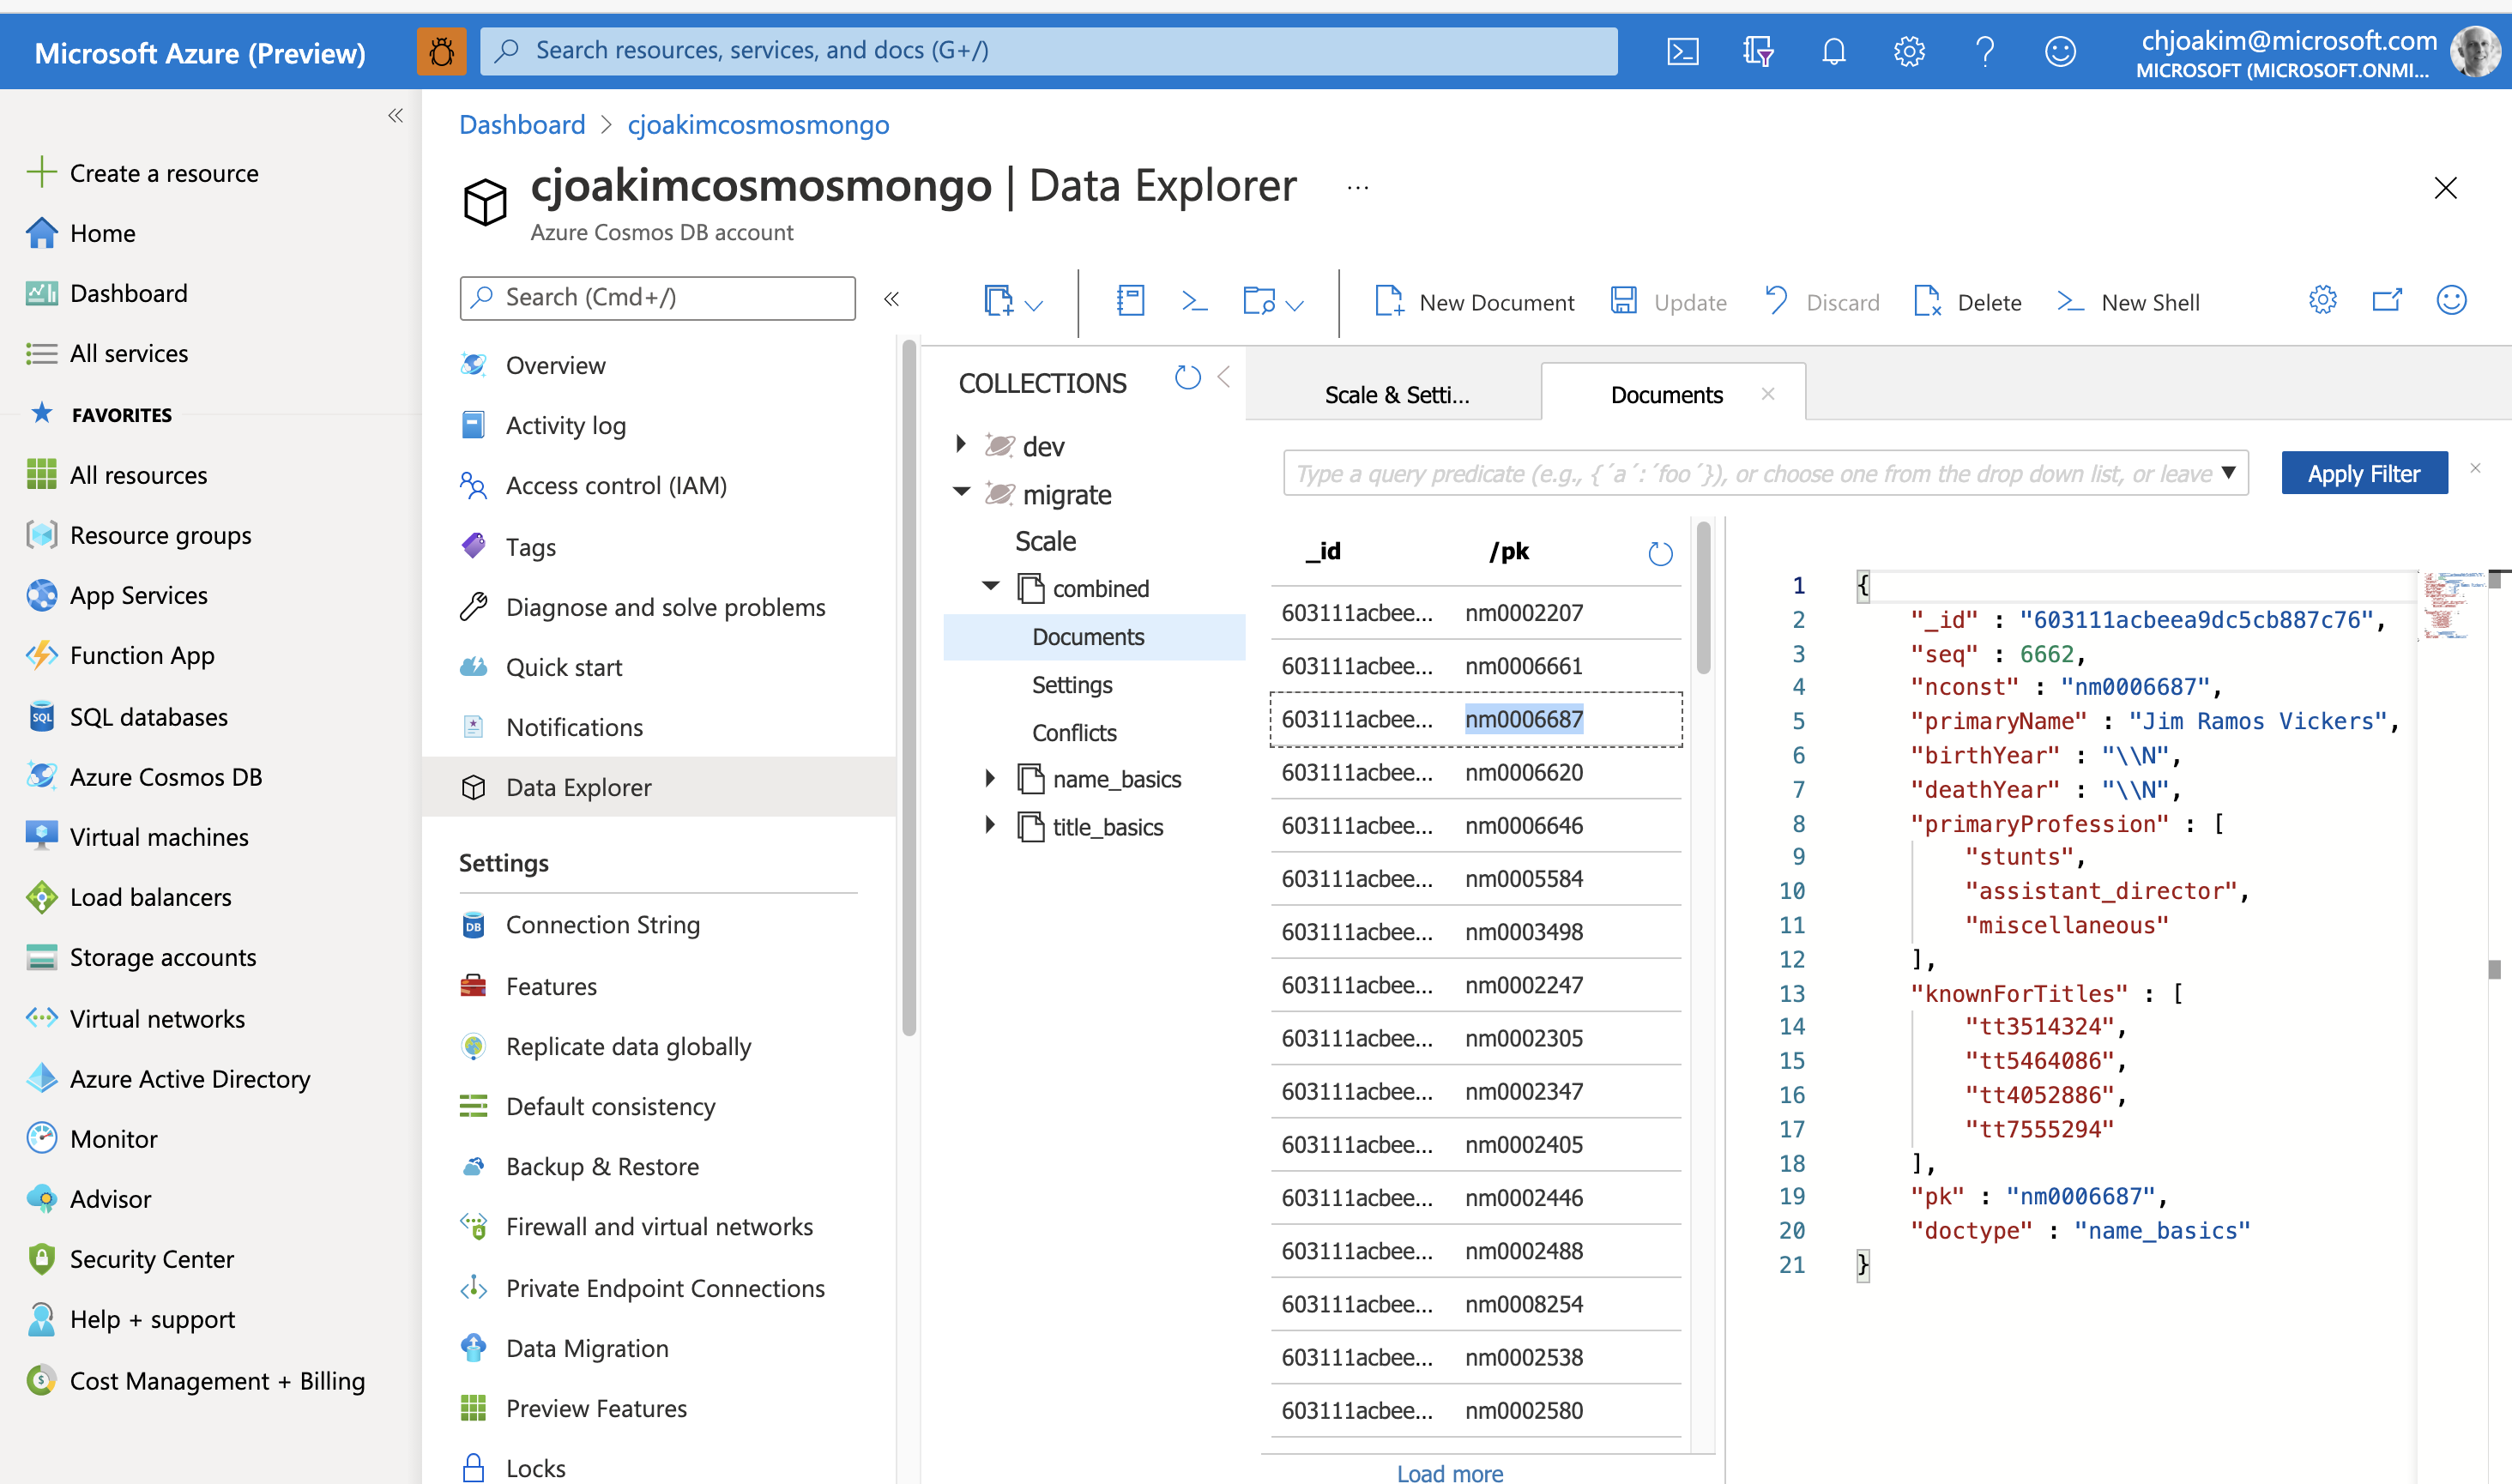 Microsoft Azure (Preview)
Search resources, services, and docs (G+/)
chjoakim@microsoft.com
MICROSOFT (MICROSOFT.ONMI...
Create a resource
Home
Dashboard
All services
FAVORITES
All resources
Resource groups
App Services
Function App
SQL databases
Azure Cosmos DB
Virtual machines
Load balancers
Storage accounts
Virtual networks
Azure Active Directory
Monitor
Advisor
Security Center
Help + support
Cost Management + Billing
Dashboard > cjoakimcosmosmongo
cjoakimcosmosmongo | Data Explorer ...
Azure Cosmos DB account
Search (Cmd+/)
Overview
Activity log
Access control (IAM)
Tags
Diagnose and solve problems
Quick start
Notifications
Data Explorer
Settings
Connection String
Features
Replicate data globally
Default consistency
Backup & Restore
Firewall and virtual networks
Private Endpoint Connections
Data Migration
Preview Features
Locks
New Document
Update
Discard
Delete
New Shell
COLLECTIONS
dev
migrate
Scale
combined
Documents
Settings
Conflicts
name_basics
title_basics
Scale & Setti...
Documents
Type a query predicate (e.g., {´a´:´foo´}), or choose one from the drop down list, or leave
Apply Filter
_id /pk
603111acbee... nm0002207
603111acbee... nm0006661
603111acbee... nm0006687
603111acbee... nm0006620
603111acbee... nm0006646
603111acbee... nm0005584
603111acbee... nm0003498
603111acbee... nm0002247
603111acbee... nm0002305
603111acbee... nm0002347
603111acbee... nm0002405
603111acbee... nm0002446
603111acbee... nm0002488
603111acbee... nm0008254
603111acbee... nm0002538
603111acbee... nm0002580
Load more
1 {
2 "_id" : "603111acbeea9dc5cb887c76",
3 "seq" : 6662,
4 "nconst" : "nm0006687",
5 "primaryName" : "Jim Ramos Vickers",
6 "birthYear" : "\\N",
7 "deathYear" : "\\N",
8 "primaryProfession" : [
9 "stunts",
10 "assistant_director",
11 "miscellaneous"
12 ],
13 "knownForTitles" : [
14 "tt3514324",
15 "tt5464086",
16 "tt4052886",
17 "tt7555294"
18 ],
19 "pk" : "nm0006687",
20 "doctype" : "name_basics"
21 }